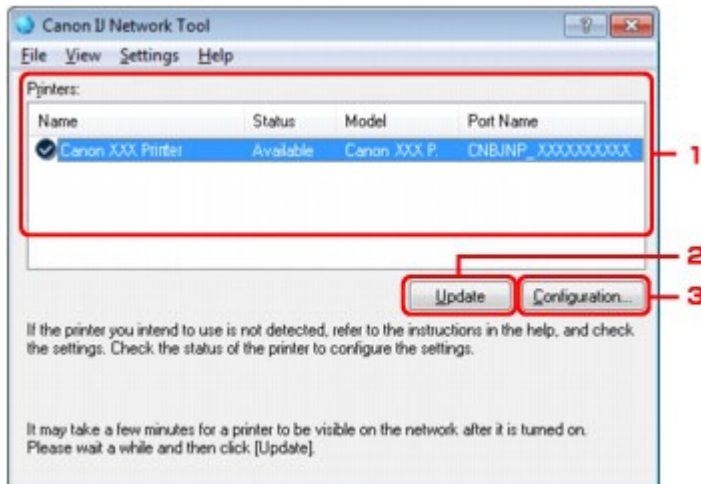 Canon IJ Network Tool
File View Settings Help
Printers:
Name Status Model Port Name
Canon XXX Printer Available Canon XXX P. CNBJNP_XXXXXXXXXX
1
2
Update Configuration... 3
If the printer you intend to use is not detected, refer to the instructions in the help, and check
the settings. Check the status of the printer to configure the settings.
It may take a few minutes for a printer to be visible on the network after it is turned on.
Please wait a while and then click [Update].